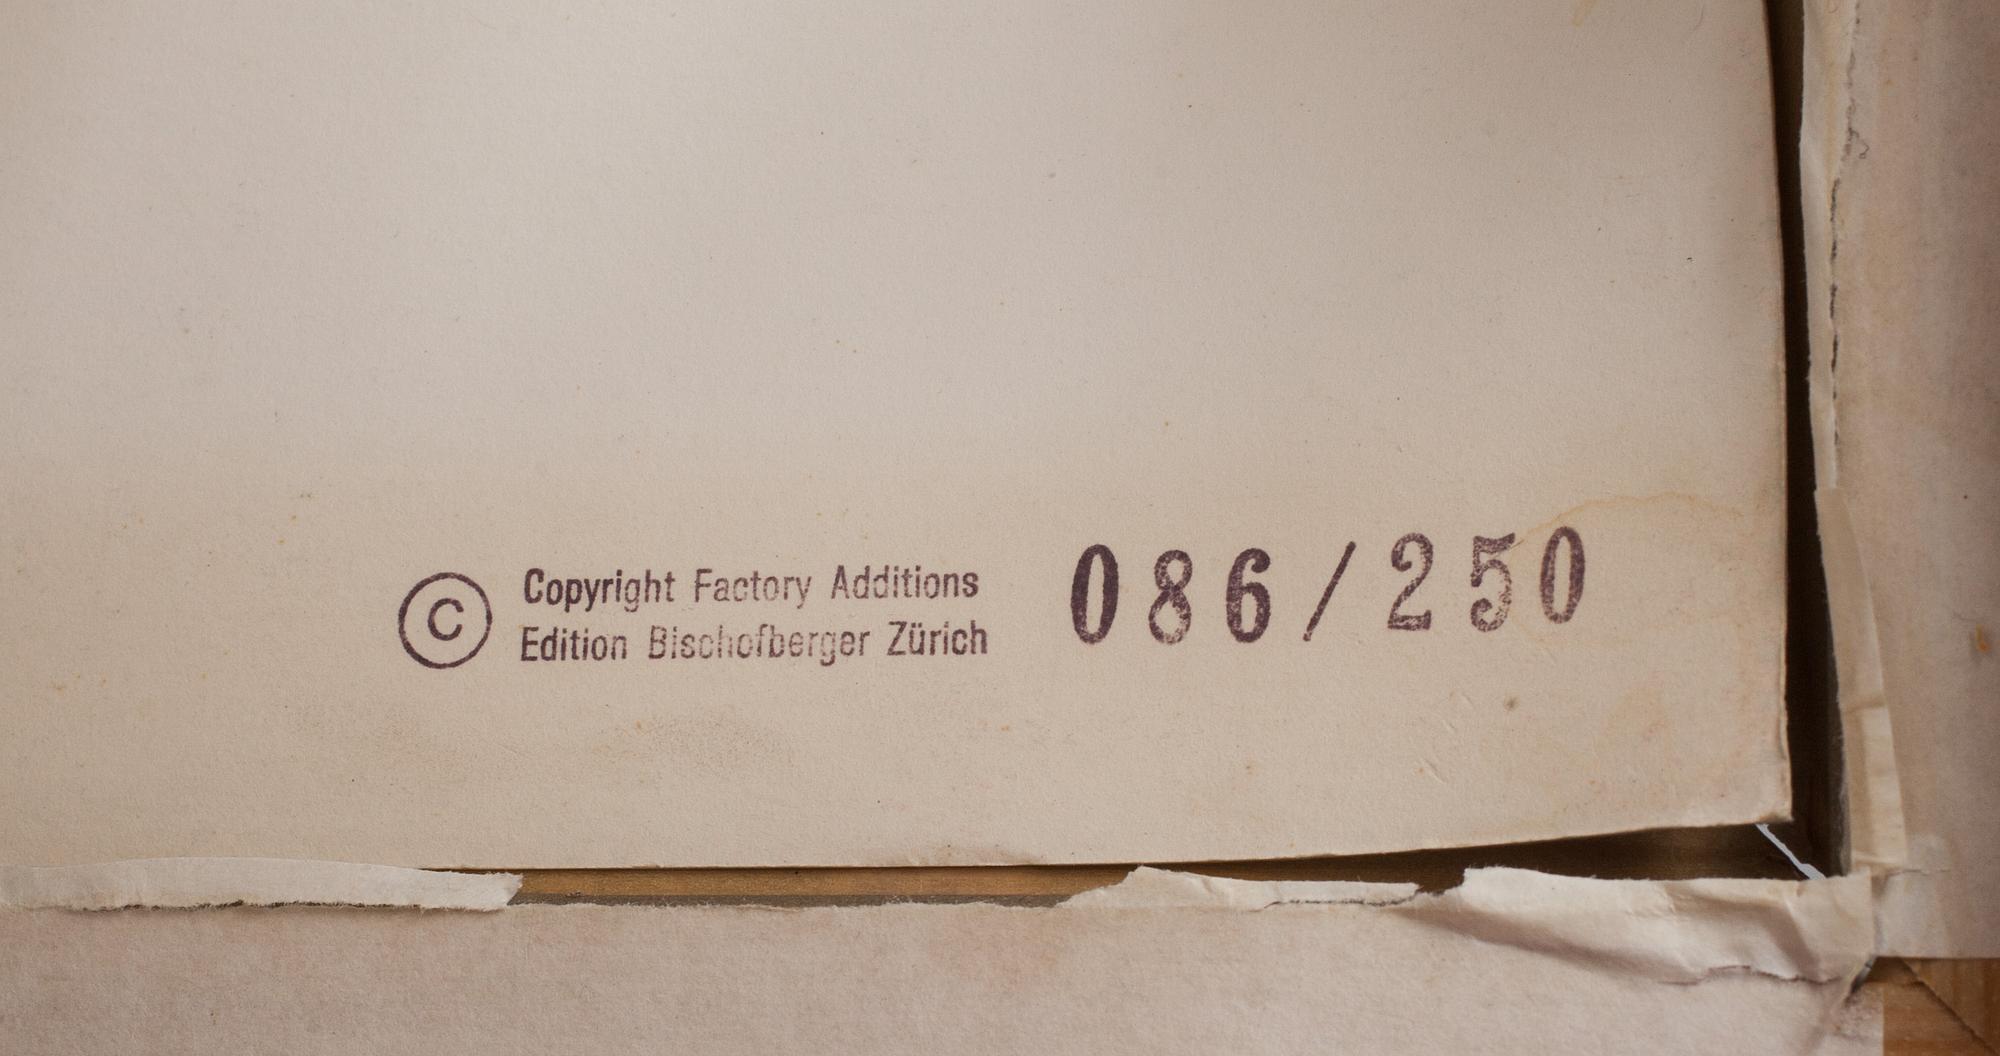 © Copyright Factory Additions
Edition Bischofberger Zürich
086/250